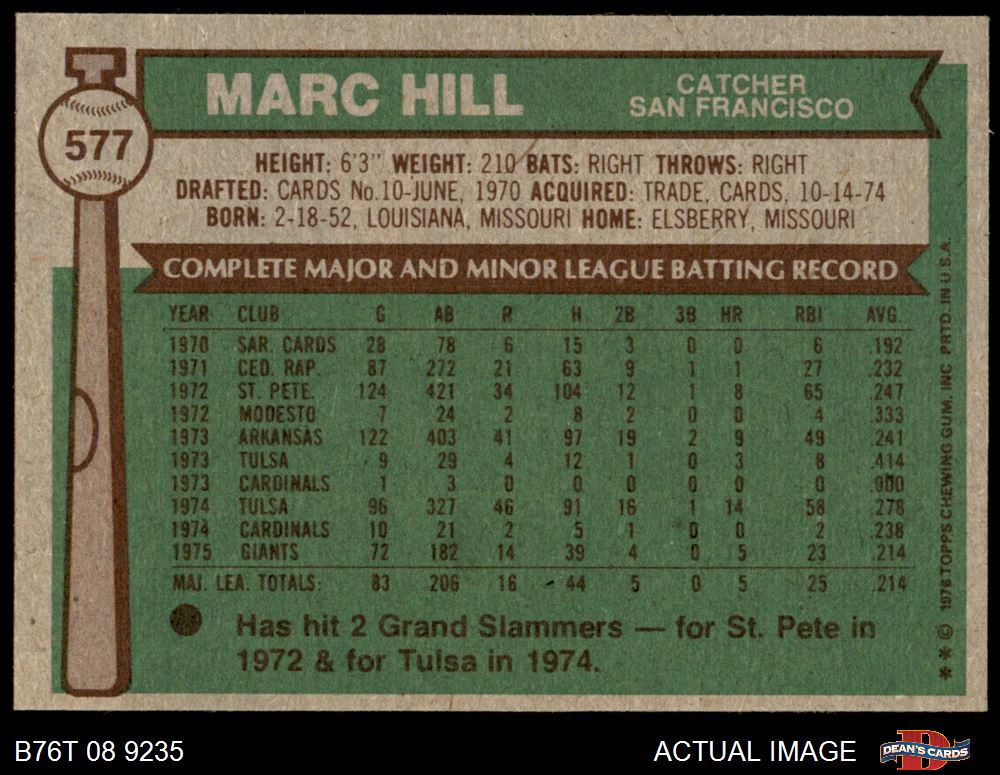 MARC HILL
CATCHER
SAN FRANCISCO
577
HEIGHT: 6'3" WEIGHT: 210 BATS: RIGHT THROWS: RIGHT
DRAFTED: CARDS No.10-JUNE, 1970 ACQUIRED: TRADE, CARDS, 10-14-74
BORN: 2-18-52, LOUISIANA, MISSOURI HOME: ELSBERRY, MISSOURI
COMPLETE MAJOR AND MINOR LEAGUE BATTING RECORD
YEAR CLUB G AB R H 2B 3B HR RBI AVG.
1970 SAR. CARDS 28 78 6 15 3 0 0 6 .192
1971 CED. RAP. 87 272 21 63 9 1 1 27 .232
1972 ST. PETE. 124 421 34 104 12 1 8 65 .247
1972 MODESTO 7 24 2 8 2 0 0 4 .333
1973 ARKANSAS 122 403 41 97 19 2 9 49 .241
1973 TULSA 9 29 4 12 1 0 3 8 .414
1973 CARDINALS 1 3 0 0 0 0 0 0 .000
1974 TULSA 96 327 46 91 16 1 14 58 .278
1974 CARDINALS 10 21 2 5 1 0 0 2 .238
1975 GIANTS 72 182 14 39 4 0 5 23 .214
MAJ. LEA. TOTALS: 83 206 16 44 5 0 5 25 .214
Has hit 2 Grand Slammers — for St. Pete in
1972 & for Tulsa in 1974.
* * © 1976 TOPPS CHEWING GUM, INC PRTD. IN U.S.A.
B76T 08 9235
ACTUAL IMAGE
D
DEAN'S CARDS